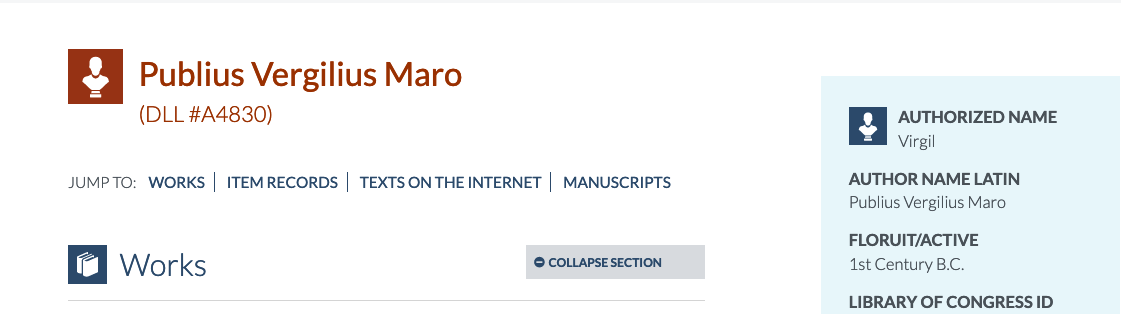 Publius Vergilius Maro
(DLL #A4830)
JUMP TO: WORKS ITEM RECORDS TEXTS ON THE INTERNET MANUSCRIPTS
Works
COLLAPSE SECTION
AUTHORIZED NAME
Virgil
AUTHOR NAME LATIN
Publius Vergilius Maro
FLORUIT/ACTIVE
1st Century B.C.
LIBRARY OF CONGRESS ID